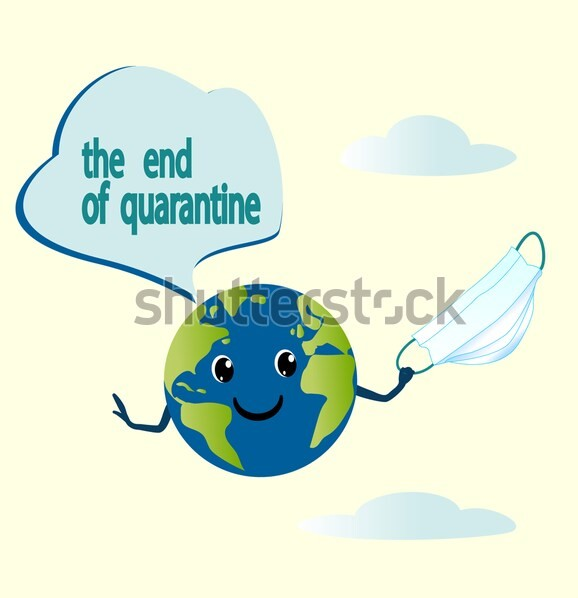 the end
of quarantine
shutterstock